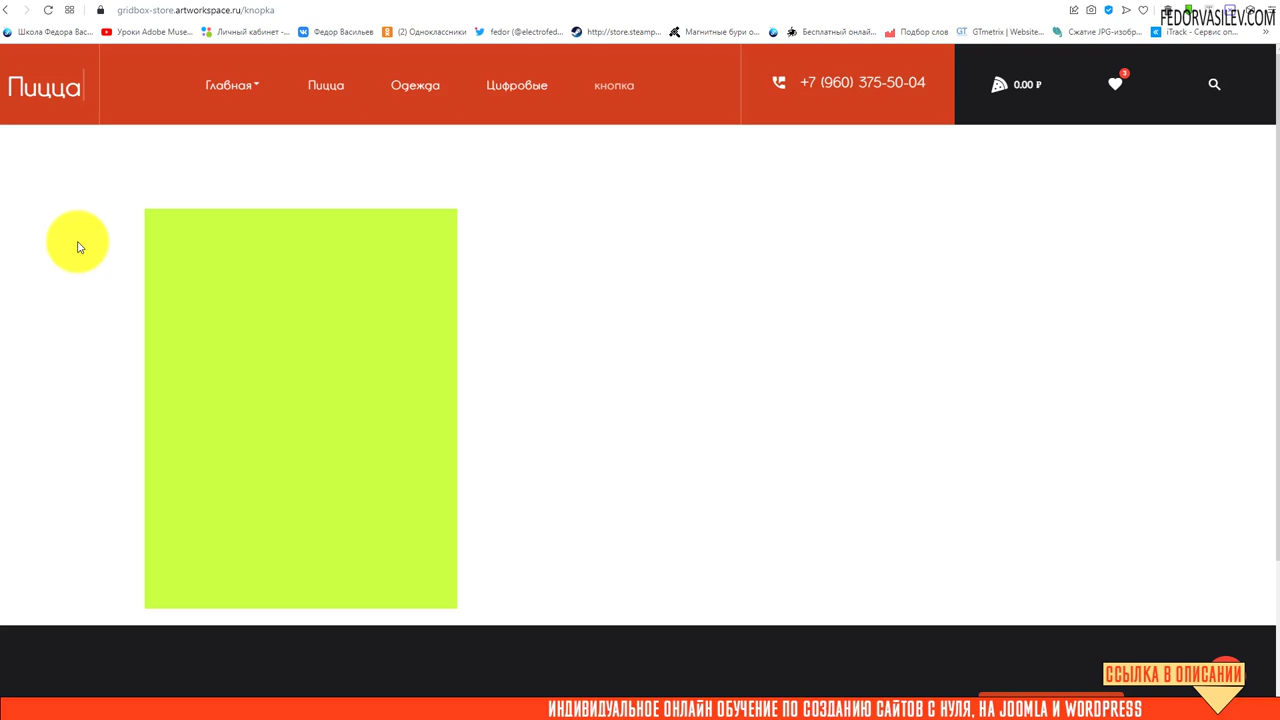 gridbox-store.artworkspace.ru/knopka
FEDORVASILEV.COM
Школа Федора Вас... Уроки Adobe Muse... Личный кабинет -... Федор Васильев (2) Одноклассники fedor (@electrofed... http://store.steamp... Магнитные бури о... Бесплатный онлай... Подбор слов GTmetrix | Website... Сжатие JPG-изобр... iTrack - Сервис оп...
Пицца Главная Пицца Одежда Цифровые кнопка +7 (960) 375-50-04 0.00 ₽ 3
ССЫЛКА В ОПИСАНИИ
ИНДИВИДУАЛЬНОЕ ОНЛАЙН ОБУЧЕНИЕ ПО СОЗДАНИЮ САЙТОВ С НУЛЯ, НА JOOMLA И WORDPRESS